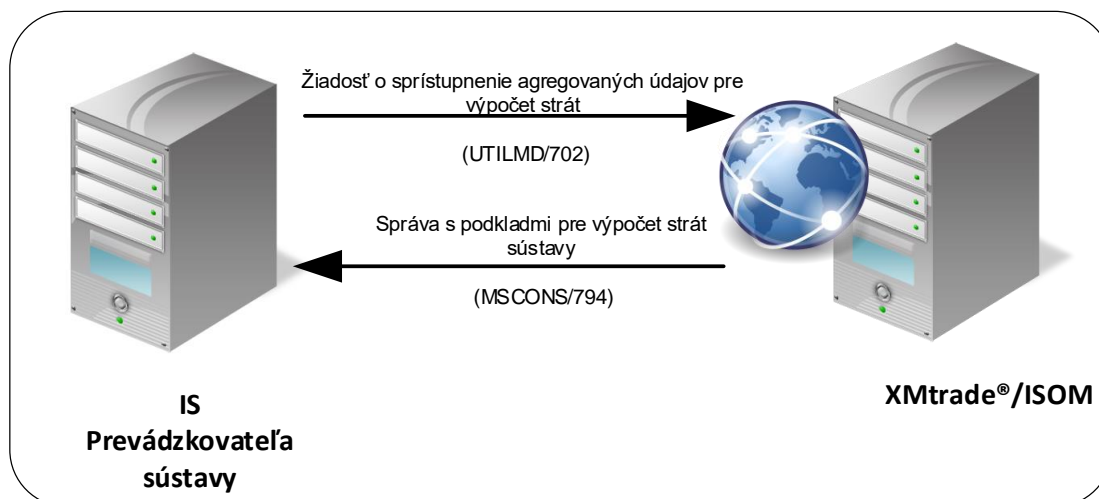 Žiadosť o sprístupnenie agregovaných údajov pre
výpočet strát
(UTILMD/702)
Správa s podkladmi pre výpočet strát
sústavy
(MSCONS/794)
IS
Prevádzkovateľa
sústavy
XMtrade®/ISOM